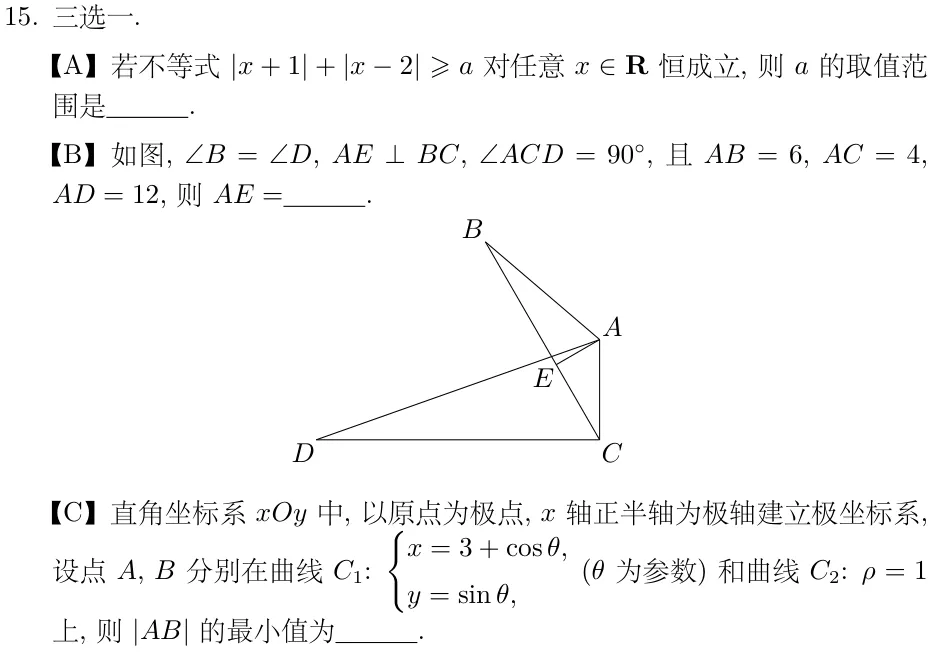 15. 三选一.
【A】若不等式 |x + 1| + |x − 2| ⩾ a 对任意 x ∈ R 恒成立, 则 a 的取值范
围是______.
【B】如图, ∠B = ∠D, AE ⊥ BC, ∠ACD = 90°, 且 AB = 6, AC = 4,
AD = 12, 则 AE =______.
B
A
E
D
C
【C】直角坐标系 xOy 中, 以原点为极点, x 轴正半轴为极轴建立极坐标系,
设点 A, B 分别在曲线 C₁: { x = 3 + cos θ, y = sin θ, (θ 为参数) 和曲线 C₂: ρ = 1
上, 则 |AB| 的最小值为______.